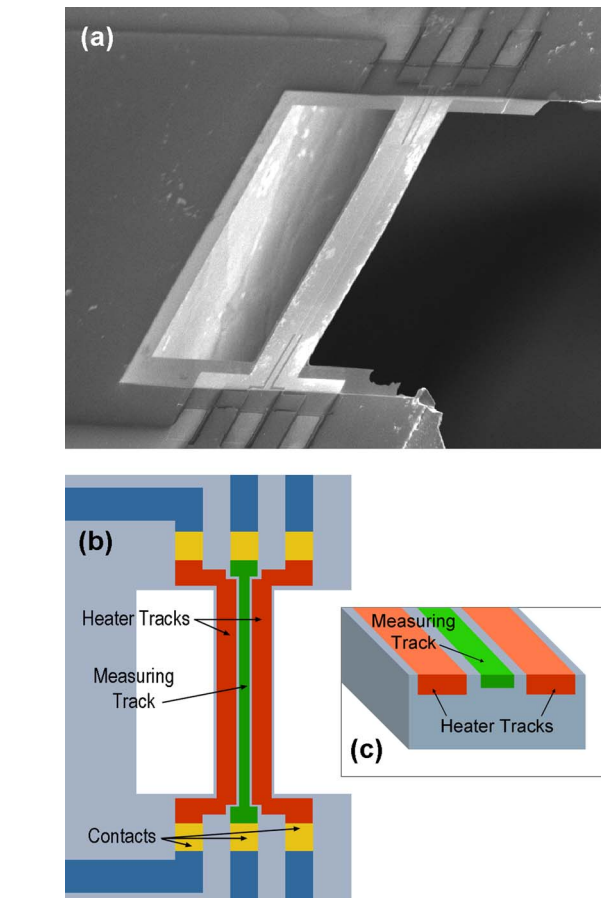 (a)
(b)
Heater Tracks
Measuring
Track
Contacts
Measuring
Track
Heater Tracks
(c)